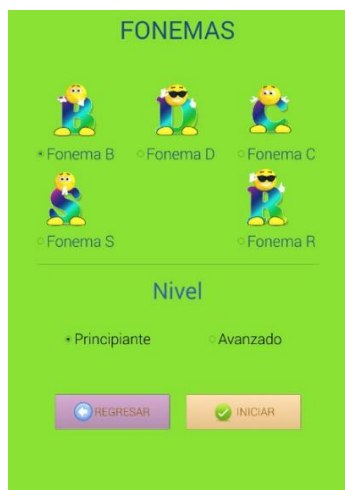 FONEMAS
B D C
Fonema B Fonema D Fonema C
S R
Fonema S Fonema R
Nivel
Principiante Avanzado
REGRESAR INICIAR